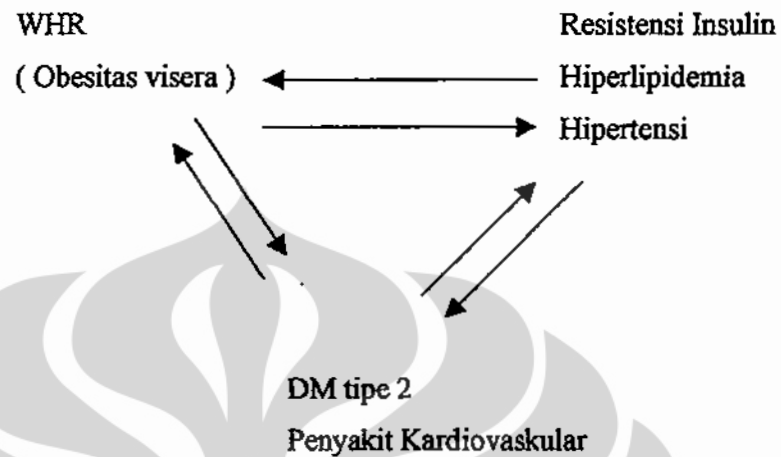 WHR
( Obesitas visera )
Resistensi Insulin
Hiperlipidemia
Hipertensi
DM tipe 2
Penyakit Kardiovaskular